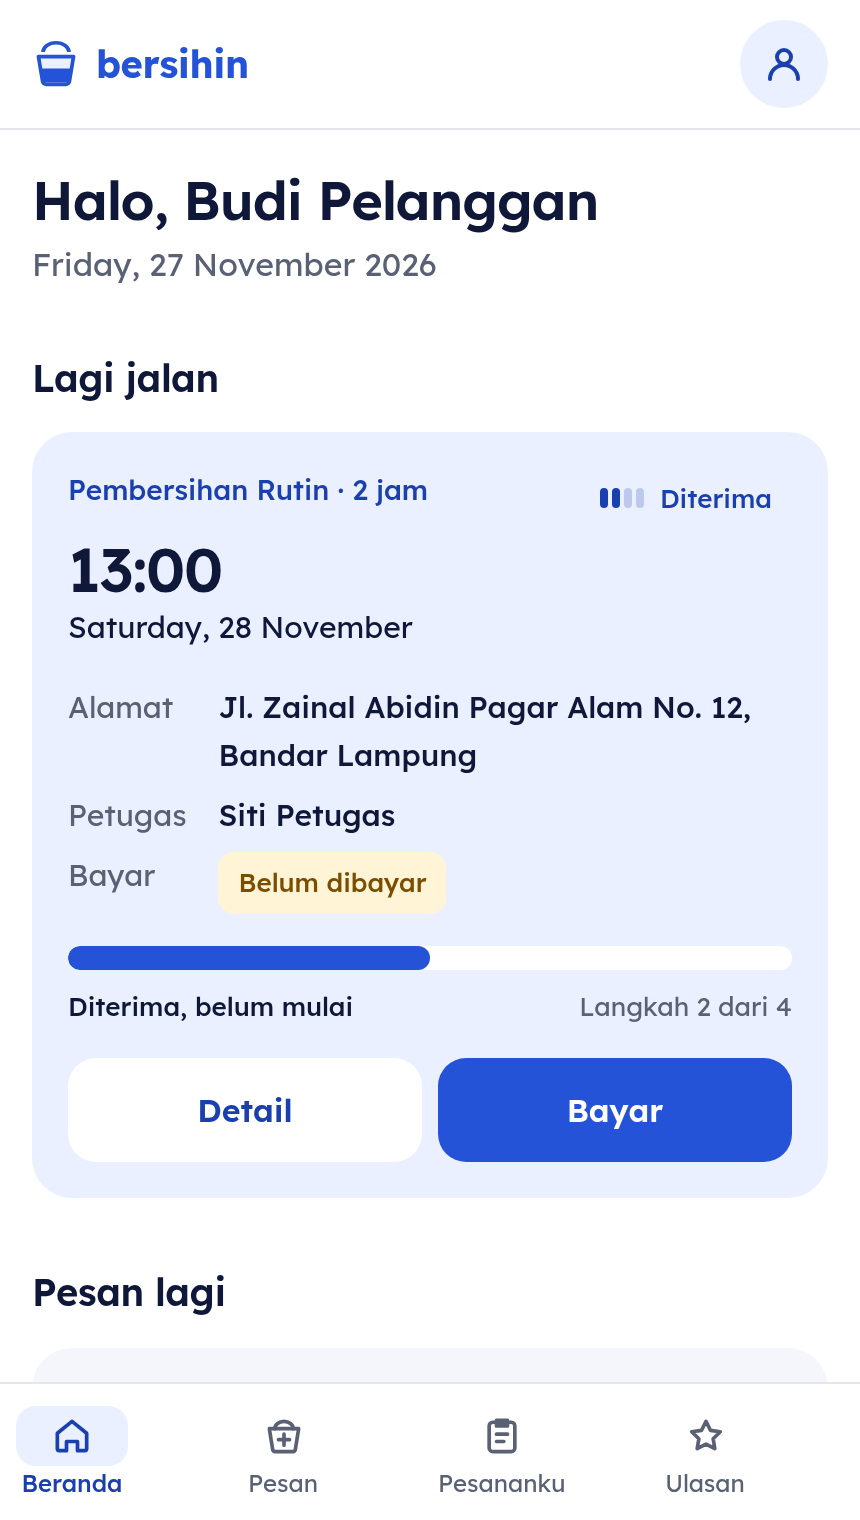 bersihin
Halo, Budi Pelanggan
Friday, 27 November 2026
Lagi jalan
Pembersihan Rutin · 2 jam
Diterima
13:00
Saturday, 28 November
Alamat
Jl. Zainal Abidin Pagar Alam No. 12,
Bandar Lampung
Petugas
Siti Petugas
Bayar
Belum dibayar
Diterima, belum mulai
Langkah 2 dari 4
Detail
Bayar
Pesan lagi
Beranda
Pesan
Pesananku
Ulasan